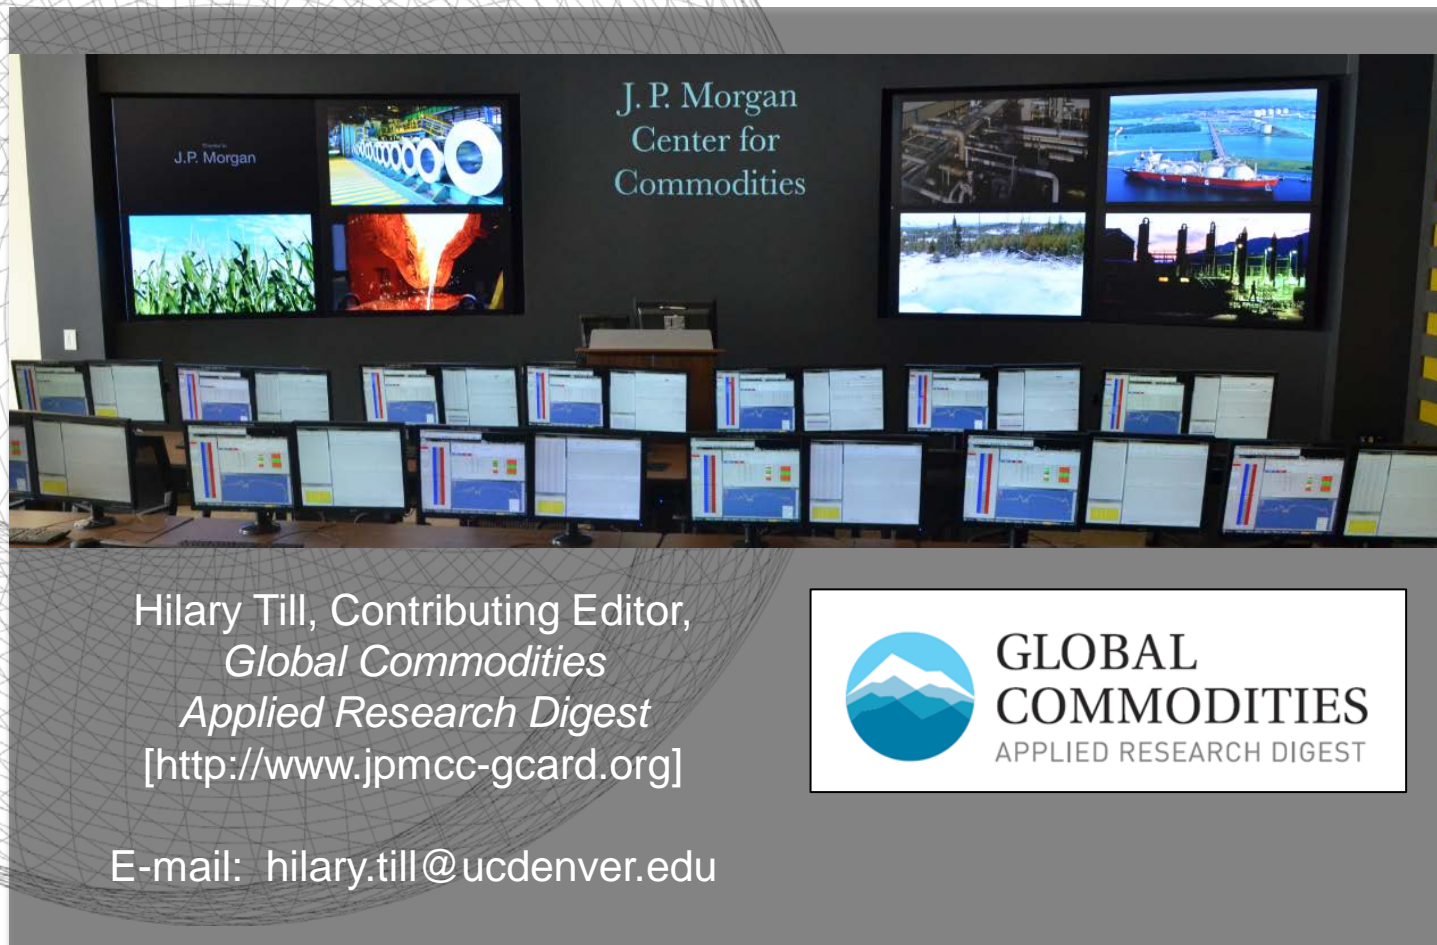 J. P. Morgan
Center for
Commodities
J.P. Morgan
LNG
Hilary Till, Contributing Editor,
Global Commodities
Applied Research Digest
[http://www.jpmcc-gcard.org]
E-mail: hilary.till@ucdenver.edu
GLOBAL
COMMODITIES
APPLIED RESEARCH DIGEST